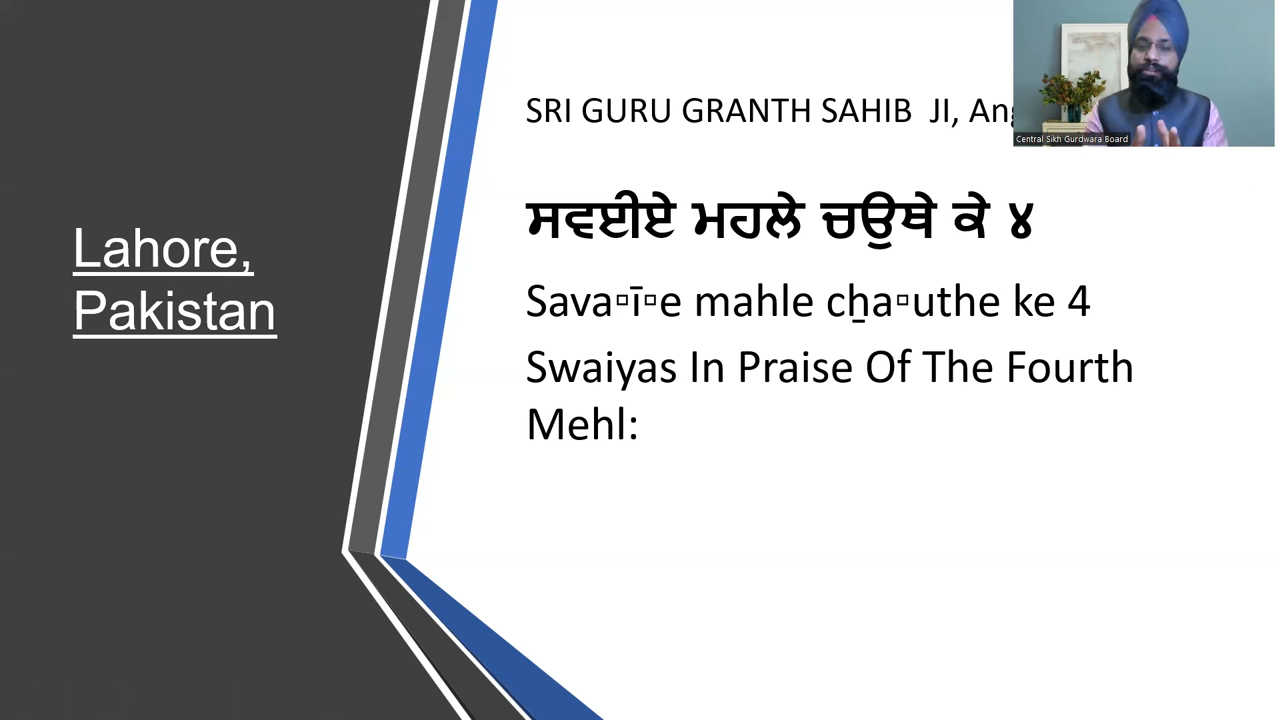 Lahore,
Pakistan
SRI GURU GRANTH SAHIB JI,
ਸਵਈਏ ਮਹਲੇ ਚਉਥੇ ਕੇ ੪
Sava▫ī▫e mahle cẖa▫uthe ke 4
Swaiyas In Praise Of The Fourth
Mehl:
Central Sikh Gurdwara Board